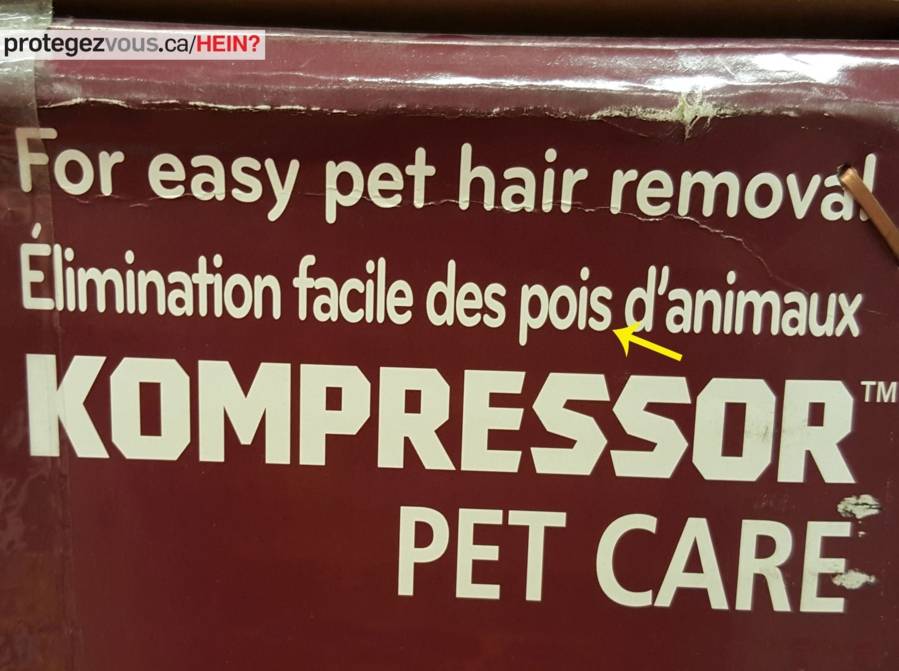 protegezvous.ca/HEIN?
For easy pet hair removal
Élimination facile des pois d'animaux
KOMPRESSOR™
PET CARE